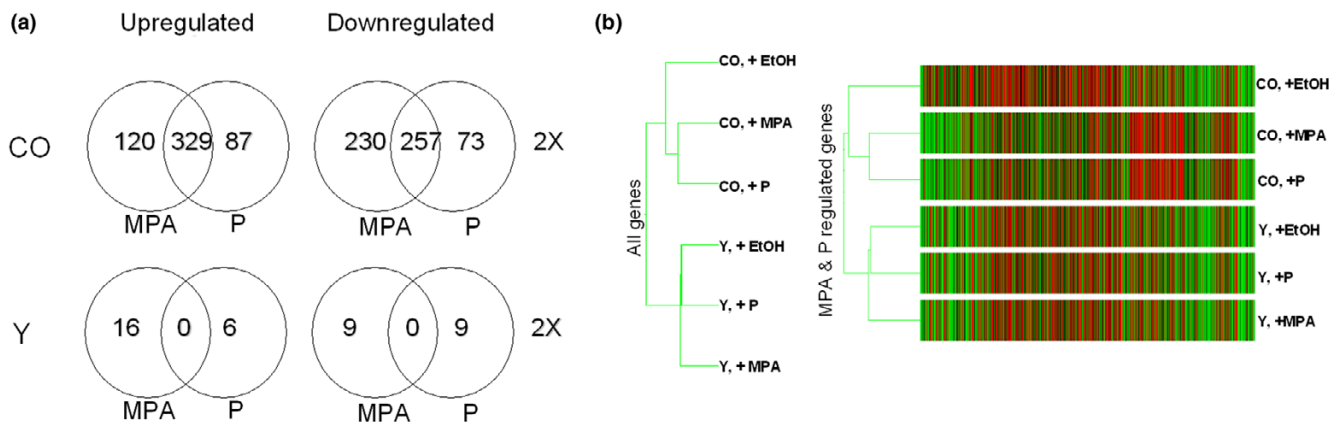 (a)
Upregulated
Downregulated
CO
120 329 87
230 257 73
2X
MPA
P
MPA
P
Y
16 0 6
9 0 9
2X
MPA
P
MPA
P
(b)
All genes
CO, + EtOH
CO, + MPA
CO, + P
Y, + EtOH
Y, + P
Y, + MPA
MPA & P regulated genes
CO, +EtOH
CO, +MPA
CO, +P
Y, +EtOH
Y, +P
Y, +MPA